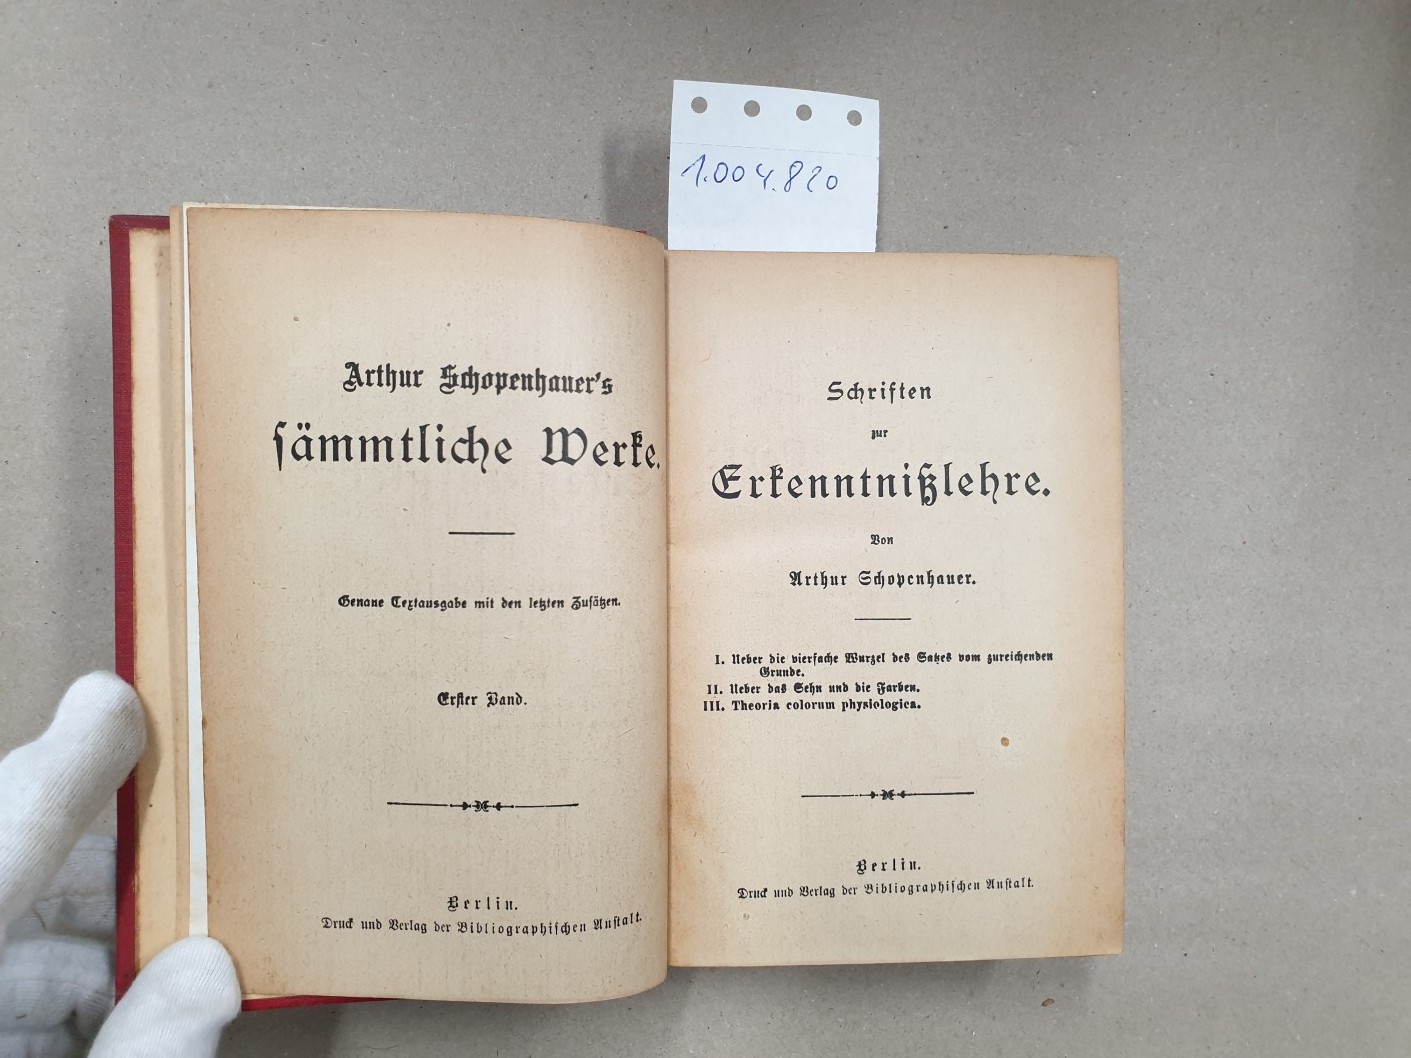 1.004.820
Arthur Schopenhauer's
sämmtliche Werke.
Genaue Textausgabe mit den letzten Zusätzen.
Erster Band.
Berlin.
Druck und Verlag der Bibliographischen Anstalt.
Schriften
zur
Erkenntnißlehre.
Von
Arthur Schopenhauer.
I. Ueber die vierfache Wurzel des Satzes vom zureichenden
Grunde.
II. Ueber das Sehn und die Farben.
III. Theoria colorum physiologica.
Berlin.
Druck und Verlag der Bibliographischen Anstalt.